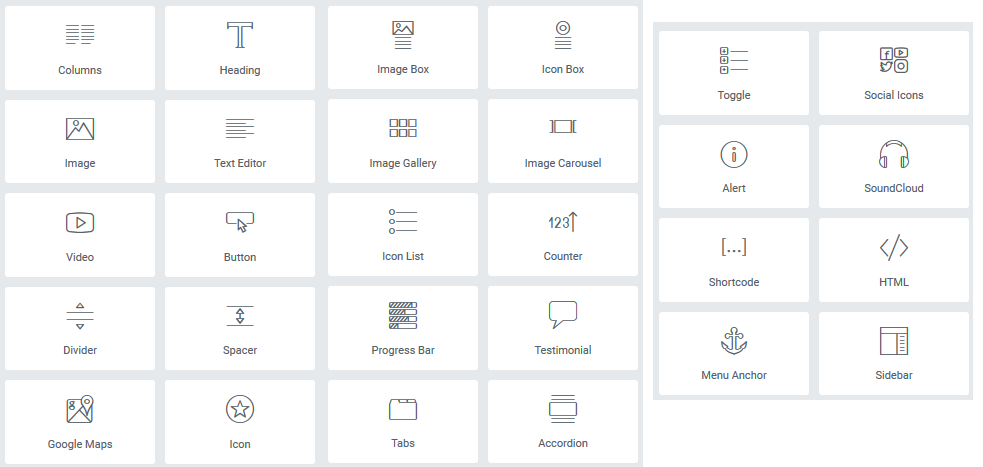 Columns
Heading
Image Box
Icon Box
Image
Text Editor
Image Gallery
Image Carousel
Video
Button
Icon List
123
Counter
Divider
Spacer
Progress Bar
Testimonial
Google Maps
Icon
Tabs
Accordion
Toggle
Social Icons
Alert
SoundCloud
[...]
Shortcode
HTML
Menu Anchor
Sidebar